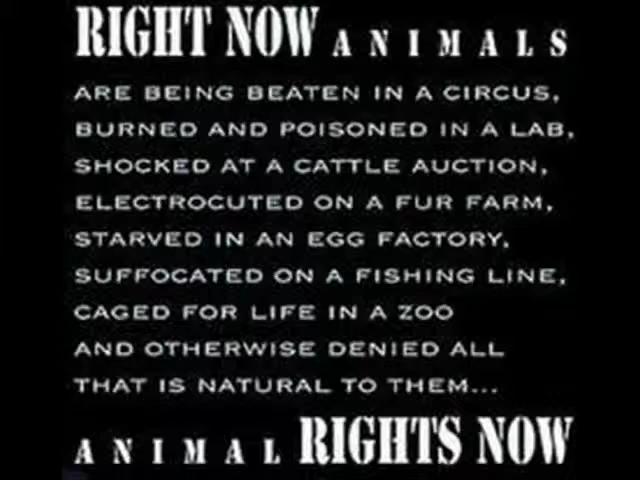 RIGHT NOW ANIMALS
ARE BEING BEATEN IN A CIRCUS,
BURNED AND POISONED IN A LAB,
SHOCKED AT A CATTLE AUCTION,
ELECTROCUTED ON A FUR FARM,
STARVED IN AN EGG FACTORY,
SUFFOCATED ON A FISHING LINE,
CAGED FOR LIFE IN A ZOO
AND OTHERWISE DENIED ALL
THAT IS NATURAL TO THEM...
ANIMAL RIGHTS NOW